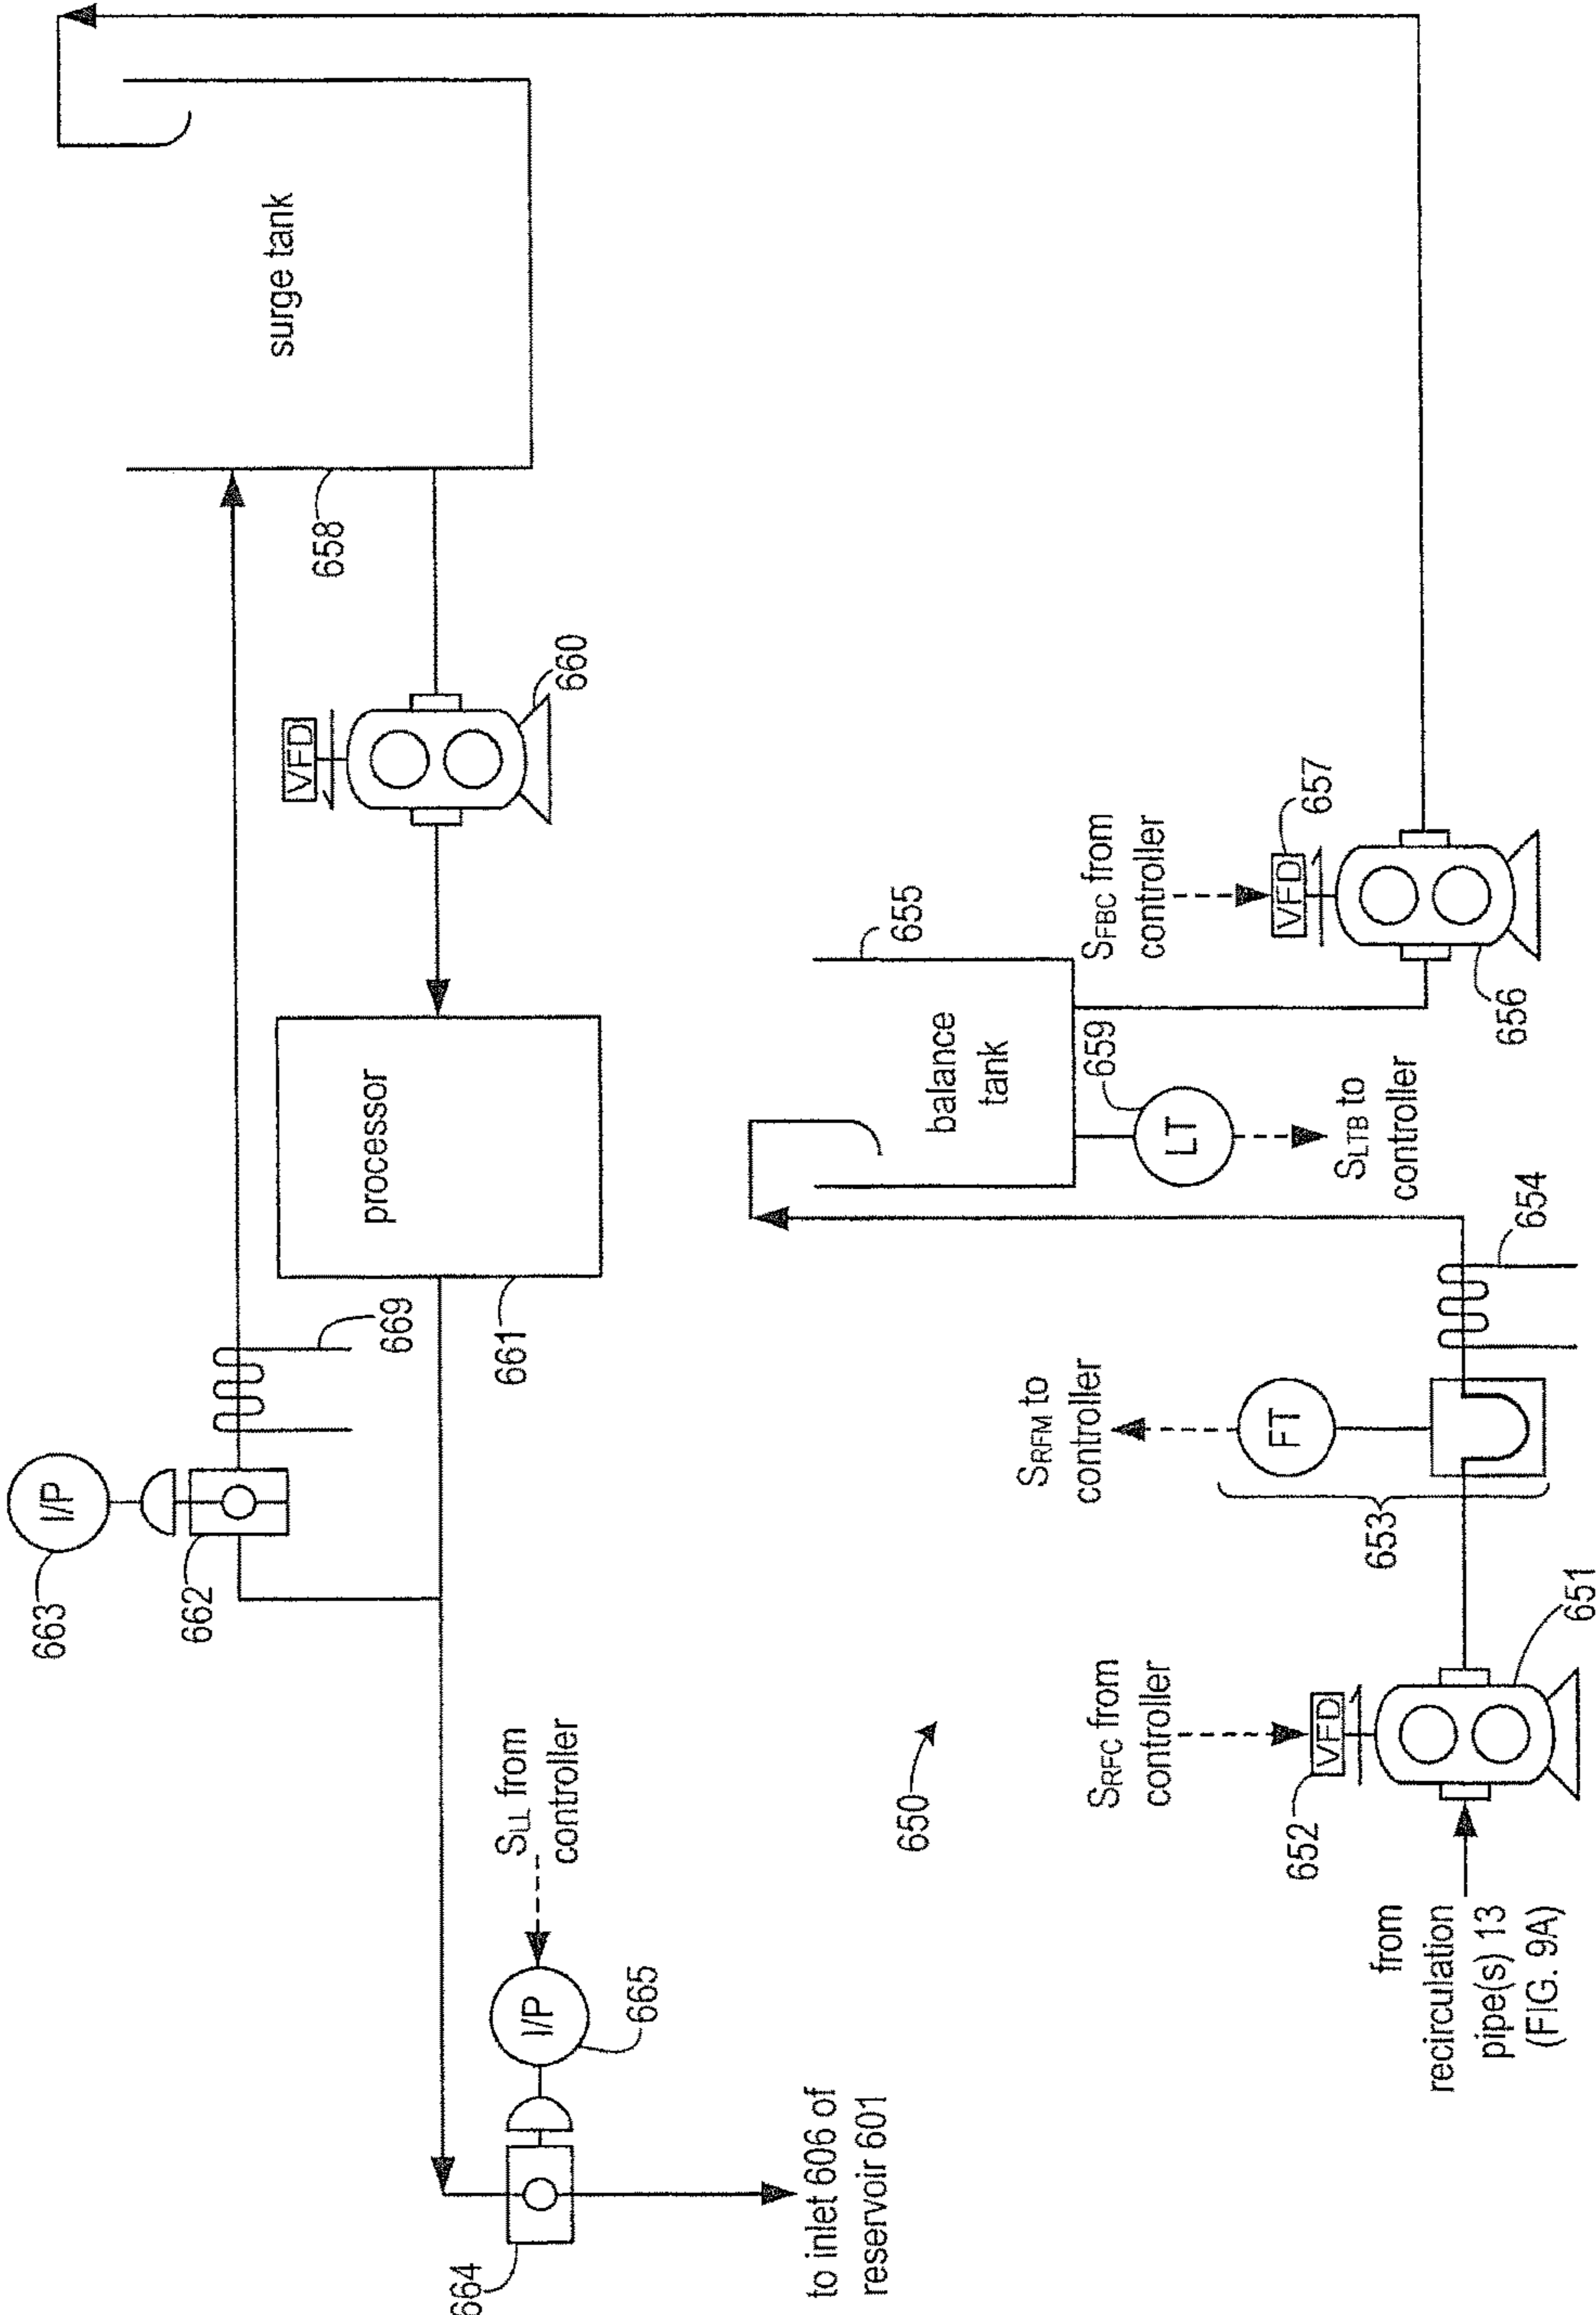 surge tank
658
VFD
660
processor
661
669
I/P
663
662
SLL from
controller
I/P
665
664
to inlet 606 of
reservoir 601
650
balance
tank
655
659
LT
SLTB to
controller
SFBC from
controller
VFD
657
656
654
SRFM to
controller
FT
653
SRFC from
controller
VFD
652
651
from
recirculation
pipe(s) 13
(FIG. 9A)